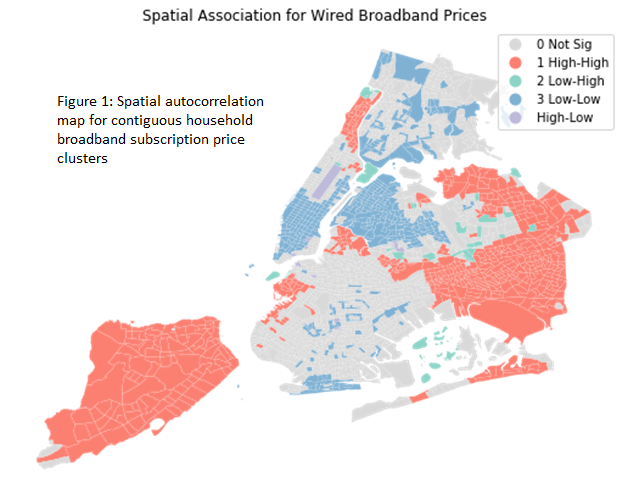 Spatial Association for Wired Broadband Prices
0 Not Sig
1 High-High
2 Low-High
3 Low-Low
High-Low
Figure 1: Spatial autocorrelation
map for contiguous household
broadband subscription price
clusters